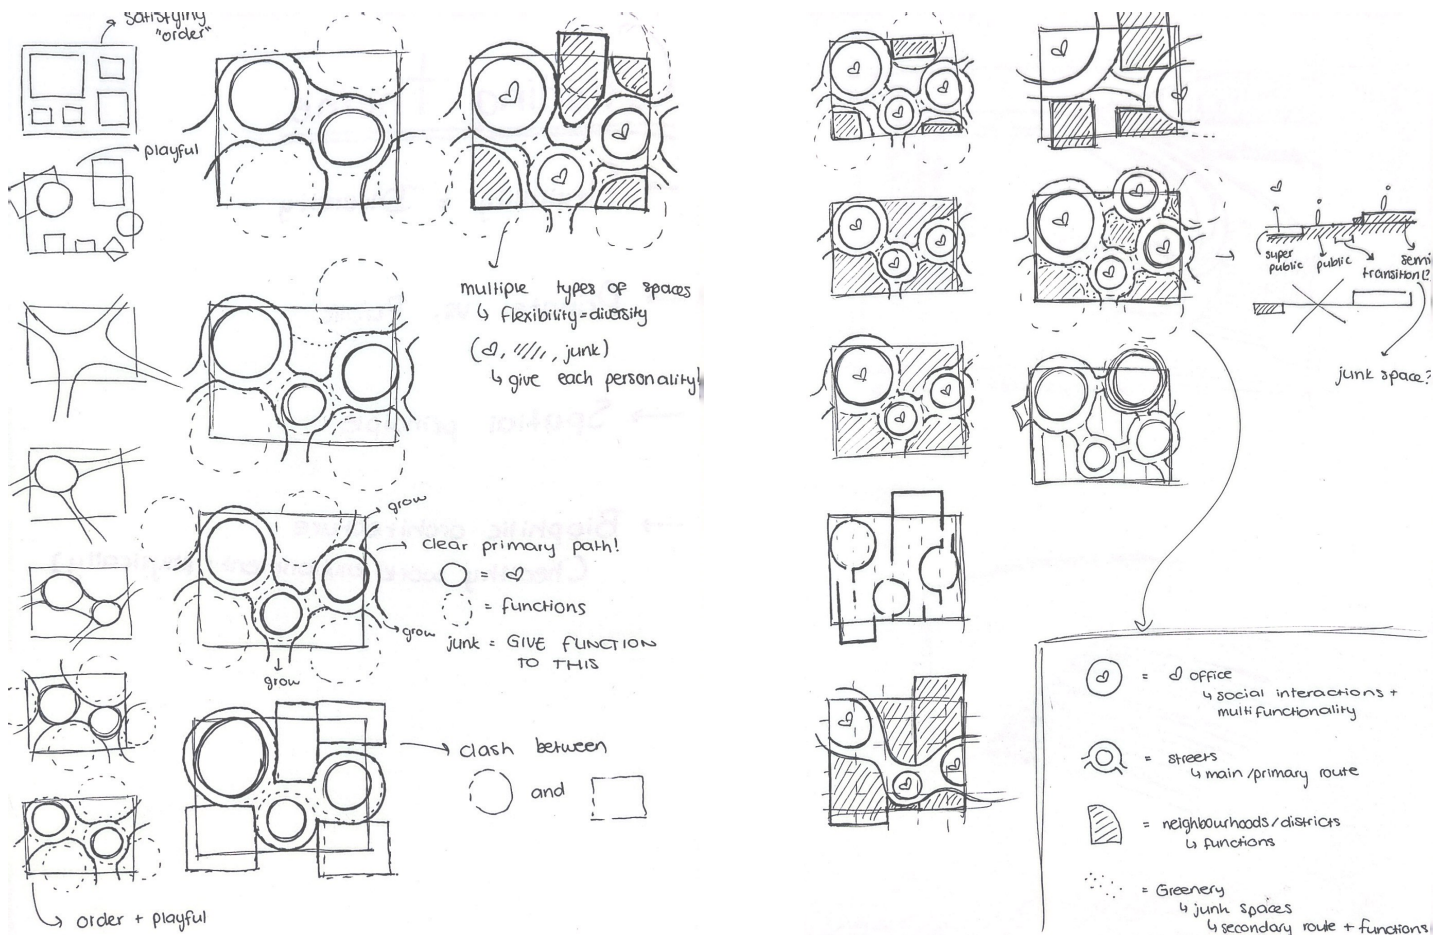 satisfying
"order"
playful
order + playful
multiple types of spaces
↳ flexibility = diversity
( , , junk)
↳ give each personality!
grow
clear primary path!
=
= functions
grow
junk = GIVE FUNCTION
TO THIS
grow
clash between
and
super
public
public
semi
transition!?
junk space?
= office
↳ social interactions +
multifunctionality
= streets
↳ main/primary route
= neighbourhoods/districts
↳ functions
= Greenery
↳ junk spaces
↳ secondary route + functions